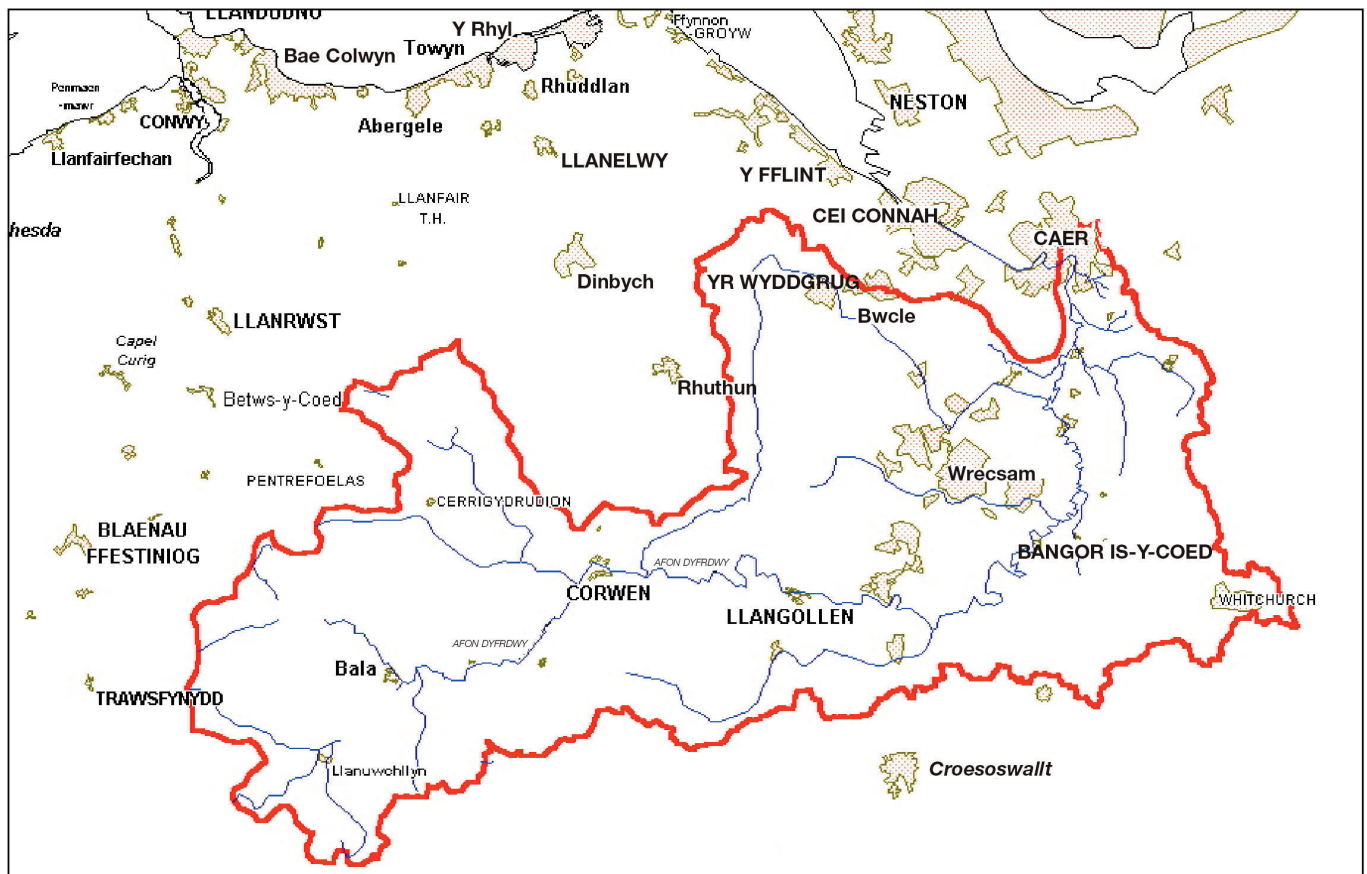 LLANDUDNO
Y Rhyl
Ffynnon
-GROYW
Bae Colwyn
Towyn
Penmaen
-mawr
Rhuddlan
NESTON
CONWY
Abergele
Llanfairfechan
LLANELWY
Y FFLINT
LLANFAIR
T.H.
CEI CONNAH
hesda
CAER
Dinbych
YR WYDDGRUG
Bwcle
LLANRWST
Capel
Curig
Rhuthun
Betws-y-Coed
PENTREFOELAS
Wrecsam
CERRIGYDRUDION
BLAENAU
FFESTINIOG
BANGOR IS-Y-COED
AFON DYFRDWY
CORWEN
WHITCHURCH
LLANGOLLEN
AFON DYFRDWY
Bala
TRAWSFYNYDD
Llanuwchllyn
Croesoswallt